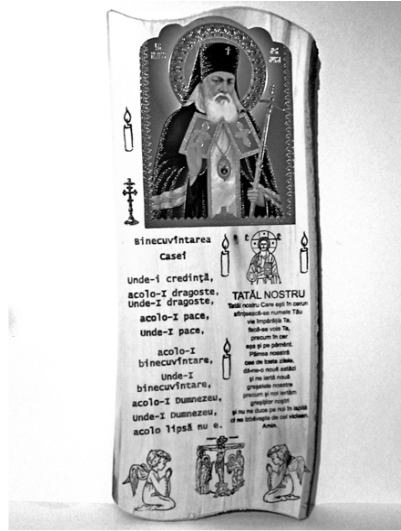 Binecuvîntarea
Casei
Unde-i credinţă,
acolo-I dragoste,
Unde-I dragoste,
acolo-I pace,
Unde-I pace,
acolo-I
binecuvîntare,
Unde-I
binecuvîntare,
acolo-I Dumnezeu,
Unde-I Dumnezeu,
acolo lipsă nu e.
TATĂL NOSTRU
Tatăl nostru Care eşti în ceruri
sfinţească-se numele Tău
vie împărăţia Ta,
facă-se voia Ta,
precum în cer
aşa şi pe pământ.
Pâinea noastră
cea de toate zilele,
dă-ne-o nouă astăzi
şi ne iartă nouă
greşalele noastre
precum şi noi iertăm
greşiţilor noştri
şi nu ne duce pe noi în ispită
ci ne izbăveşte de cel viclean.
Amin.